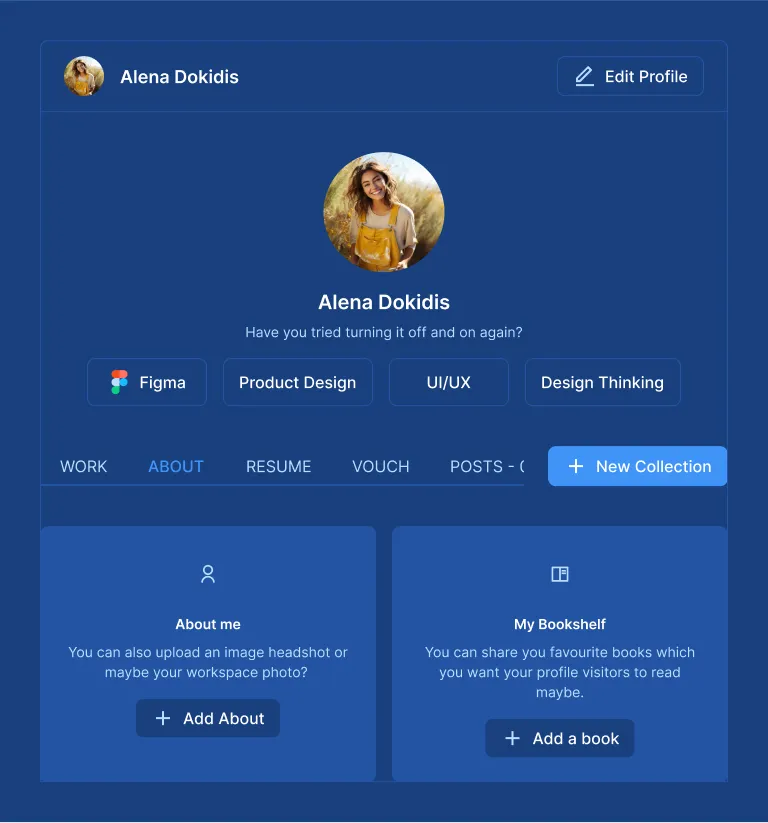 Alena Dokidis
Edit Profile
Alena Dokidis
Have you tried turning it off and on again?
Figma
Product Design
UI/UX
Design Thinking
WORK
ABOUT
RESUME
VOUCH
POSTS -
New Collection
About me
You can also upload an image headshot or
maybe your workspace photo?
Add About
My Bookshelf
You can share you favourite books which
you want your profile visitors to read
maybe.
Add a book